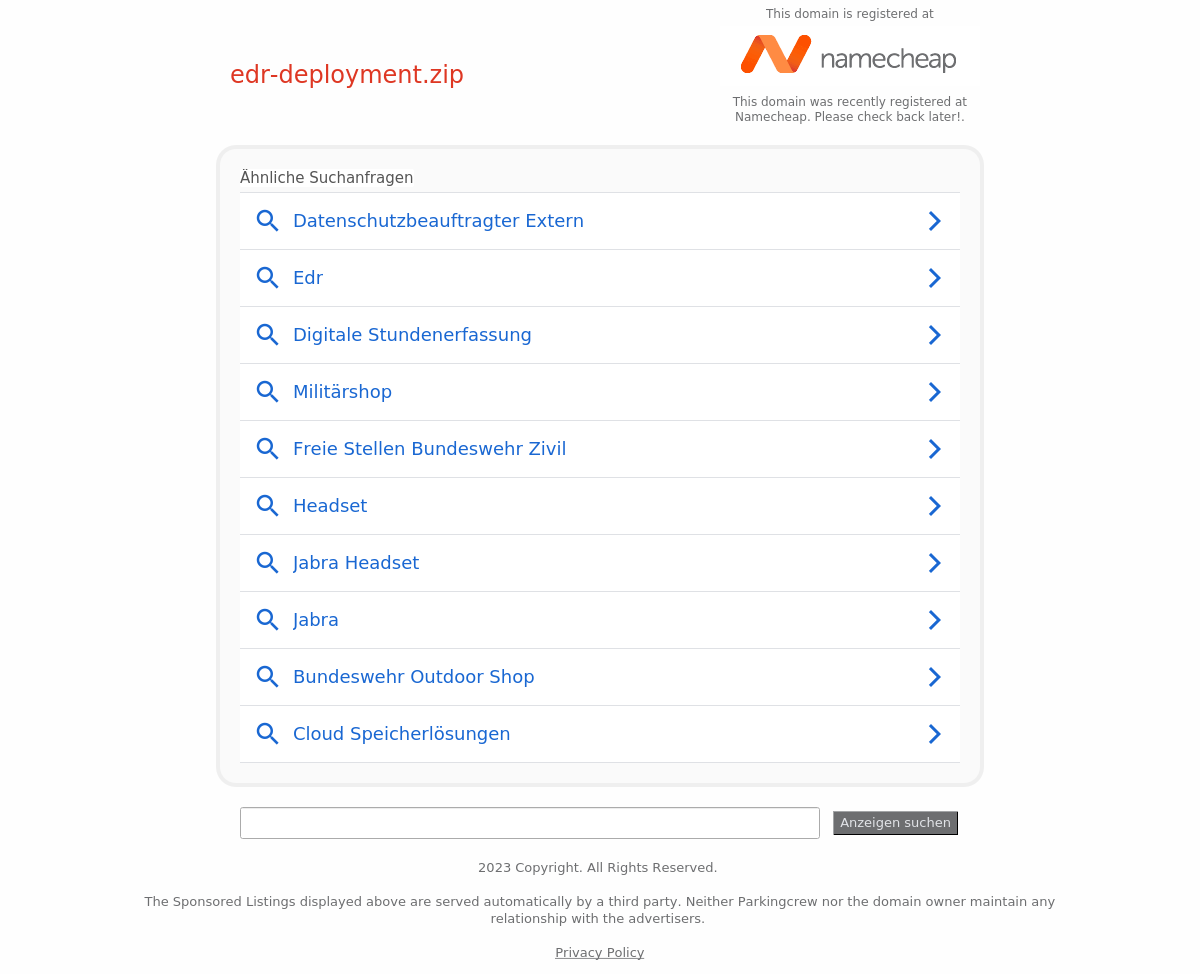 This domain is registered at
namecheap
edr-deployment.zip
This domain was recently registered at
Namecheap. Please check back later!.
Ähnliche Suchanfragen
Datenschutzbeauftragter Extern
Edr
Digitale Stundenerfassung
Militärshop
Freie Stellen Bundeswehr Zivil
Headset
Jabra Headset
Jabra
Bundeswehr Outdoor Shop
Cloud Speicherlösungen
Anzeigen suchen
2023 Copyright. All Rights Reserved.
The Sponsored Listings displayed above are served automatically by a third party. Neither Parkingcrew nor the domain owner maintain any
relationship with the advertisers.
Privacy Policy